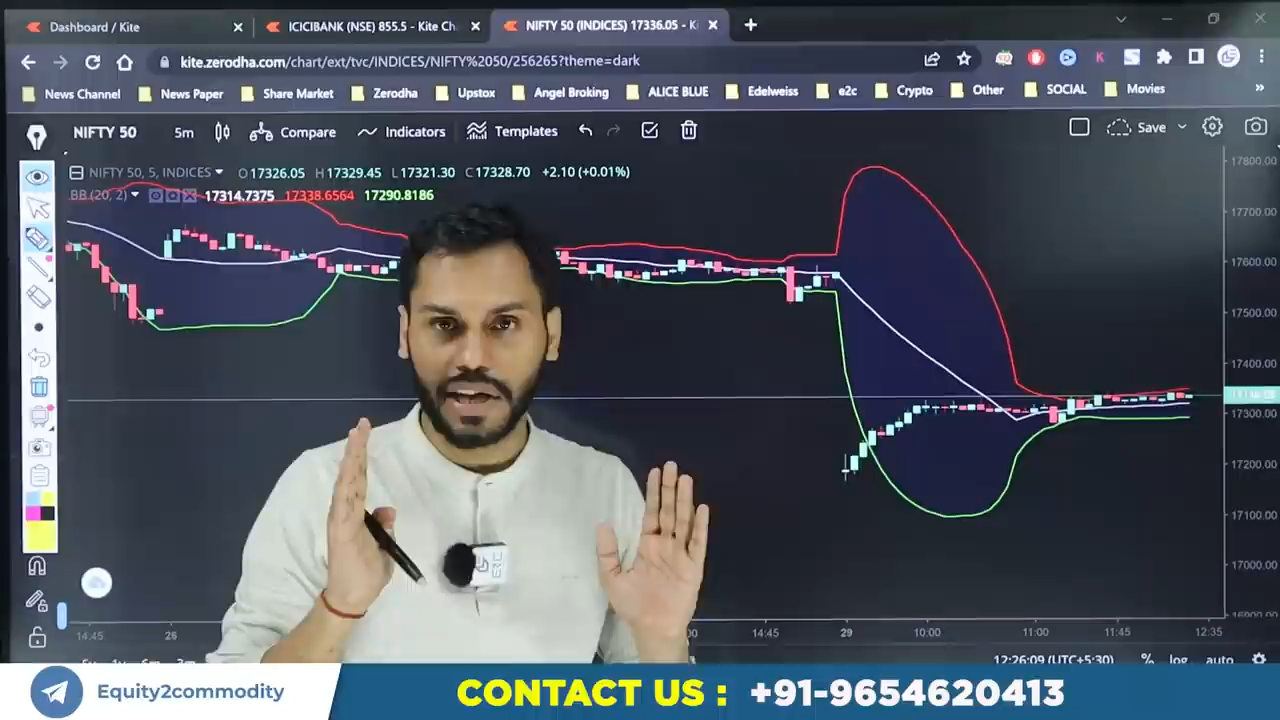 Dashboard / Kite
ICICIBANK (NSE) 855.5 - Kite Ch
NIFTY 50 (INDICES) 17336.05 - K
kite.zerodha.com/chart/ext/tvc/INDICES/NIFTY%2050/256265?theme=dark
News Channel News Paper Share Market Zerodha Upstox Angel Broking ALICE BLUE Edelweiss e2c Crypto Other SOCIAL Movies »
NIFTY 50 5m Compare Indicators Templates Save
NIFTY 50, 5, INDICES O17326.05 H17329.45 L17321.30 C17328.70 +2.10 (+0.01%)
BB (20, 2) 17314.7375 17338.6564 17290.8186
17800.00
17700.00
17600.00
17500.00
17400.00
17300.00
17200.00
17100.00
17000.00
16900.00
14:45 26 14:45 29 10:00 11:00 11:45 12:35
12:26:09 (UTC+5:30) % log auto
Equity2commodity
CONTACT US : +91-9654620413